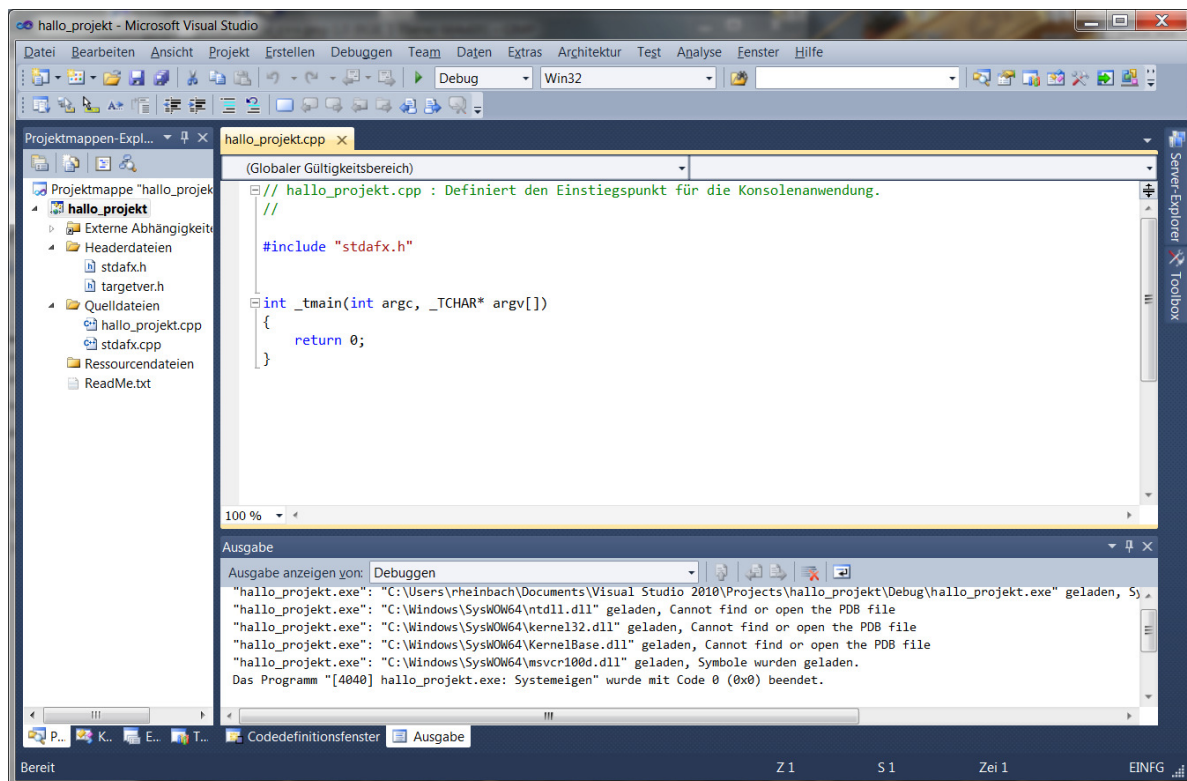 hallo_projekt - Microsoft Visual Studio
Datei Bearbeiten Ansicht Projekt Erstellen Debuggen Team Daten Extras Architektur Test Analyse Fenster Hilfe
Debug Win32
Projektmappen-Expl...
Projektmappe "hallo_projek
hallo_projekt
Externe Abhängigkeite
Headerdateien
stdafx.h
targetver.h
Quelldateien
hallo_projekt.cpp
stdafx.cpp
Ressourcendateien
ReadMe.txt
P... K.. E... T...
hallo_projekt.cpp
(Globaler Gültigkeitsbereich)
// hallo_projekt.cpp : Definiert den Einstiegspunkt für die Konsolenanwendung.
//
#include "stdafx.h"
int _tmain(int argc, _TCHAR* argv[])
{
return 0;
}
100 %
Server-Explorer
Toolbox
Ausgabe
Ausgabe anzeigen von: Debuggen
"hallo_projekt.exe": "C:\Users\rheinbach\Documents\Visual Studio 2010\Projects\hallo_projekt\Debug\hallo_projekt.exe" geladen, Sy
"hallo_projekt.exe": "C:\Windows\SysWOW64\ntdll.dll" geladen, Cannot find or open the PDB file
"hallo_projekt.exe": "C:\Windows\SysWOW64\kernel32.dll" geladen, Cannot find or open the PDB file
"hallo_projekt.exe": "C:\Windows\SysWOW64\KernelBase.dll" geladen, Cannot find or open the PDB file
"hallo_projekt.exe": "C:\Windows\SysWOW64\msvcr100d.dll" geladen, Symbole wurden geladen.
Das Programm "[4040] hallo_projekt.exe: Systemeigen" wurde mit Code 0 (0x0) beendet.
Codedefinitionsfenster Ausgabe
Bereit Z 1 S 1 Zei 1 EINFG